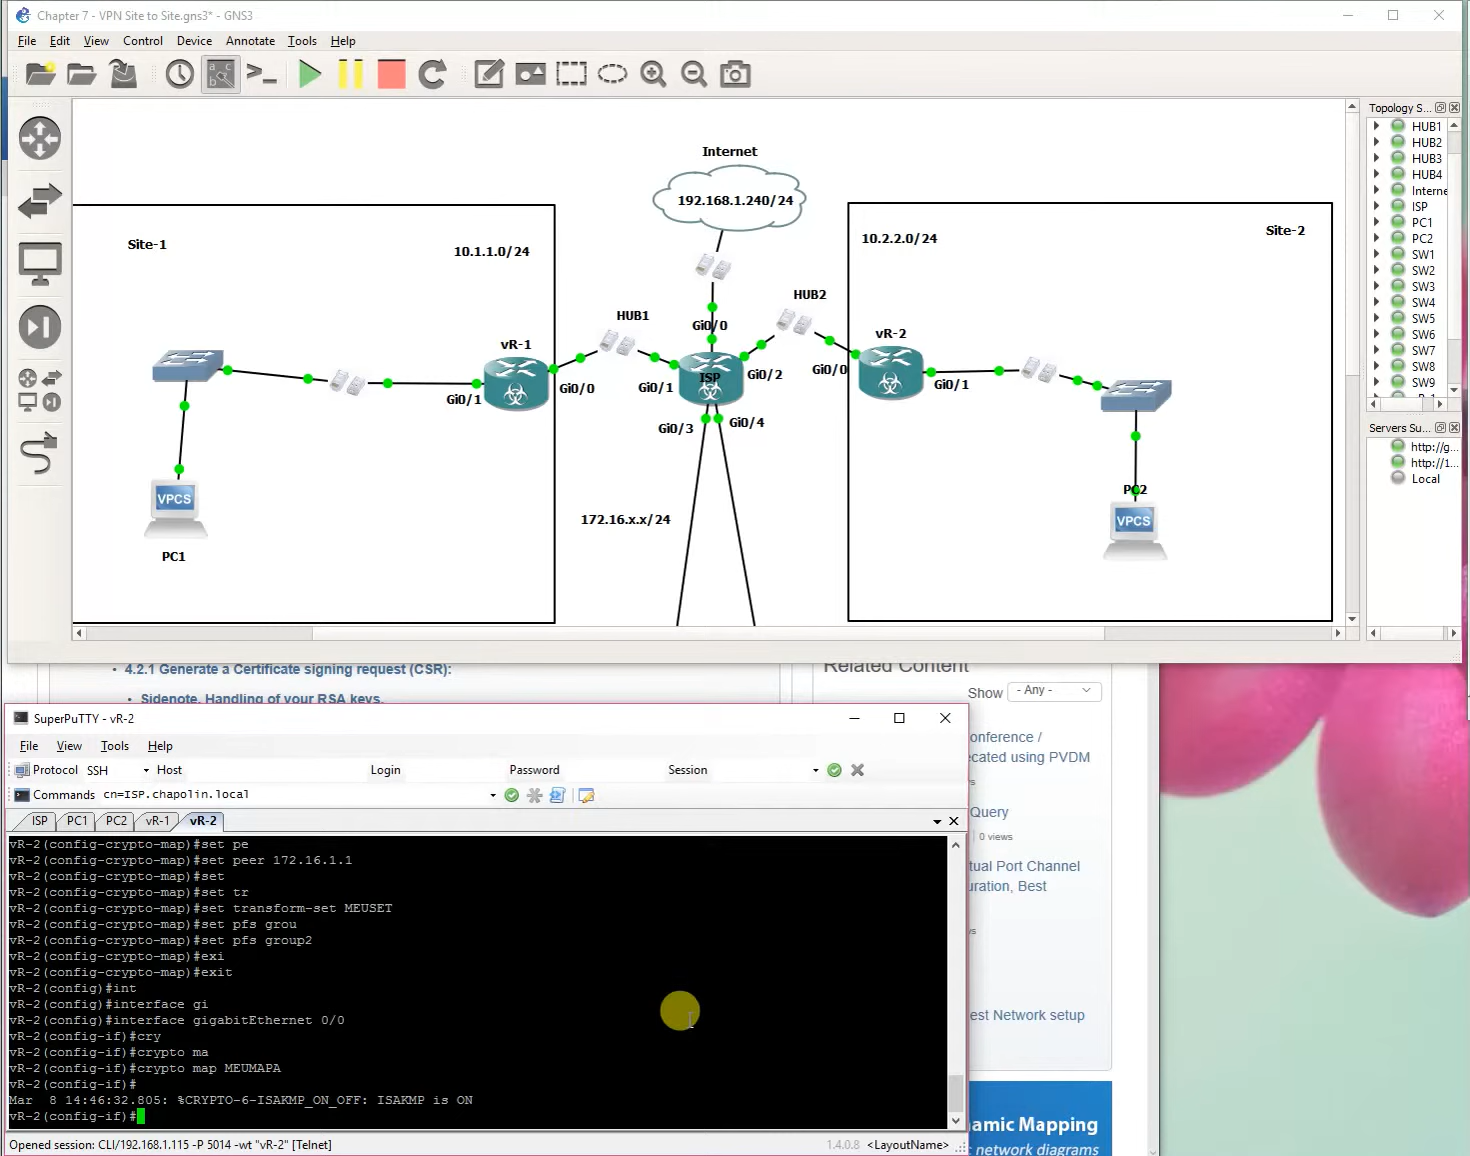 Chapter 7 - VPN Site to Site.gns3* - GNS3
File Edit View Control Device Annotate Tools Help
Topology S...
HUB1
HUB2
HUB3
HUB4
Interne
ISP
PC1
PC2
SW1
SW2
SW3
SW4
SW5
SW6
SW7
SW8
SW9
Servers Su...
http://g...
http://1...
Local
Internet
192.168.1.240/24
Site-1
10.1.1.0/24
10.2.2.0/24
Site-2
HUB1
HUB2
Gi0/0
vR-1
vR-2
ISP
Gi0/1
Gi0/0
Gi0/1
Gi0/2
Gi0/0
Gi0/1
Gi0/3
Gi0/4
VPCS
PC1
172.16.x.x/24
PC2
VPCS
4.2.1 Generate a Certificate signing request (CSR):
Sidenote, Handling of your RSA keys.
Related Content
Show - Any -
onference /
ecated using PVDM
Query
0 views
tual Port Channel
uration, Best
est Network setup
amic Mapping
network diagrams
SuperPuTTY - vR-2
File View Tools Help
Protocol SSH Host Login Password Session
Commands cn=ISP.chapolin.local
ISP PC1 PC2 vR-1 vR-2
vR-2(config-crypto-map)#set pe
vR-2(config-crypto-map)#set peer 172.16.1.1
vR-2(config-crypto-map)#set
vR-2(config-crypto-map)#set tr
vR-2(config-crypto-map)#set transform-set MEUSET
vR-2(config-crypto-map)#set pfs grou
vR-2(config-crypto-map)#set pfs group2
vR-2(config-crypto-map)#exi
vR-2(config-crypto-map)#exit
vR-2(config)#int
vR-2(config)#interface gi
vR-2(config)#interface gigabitEthernet 0/0
vR-2(config-if)#cry
vR-2(config-if)#crypto ma
vR-2(config-if)#crypto map MEUMAPA
vR-2(config-if)#
Mar  8 14:46:32.805: %CRYPTO-6-ISAKMP_ON_OFF: ISAKMP is ON
vR-2(config-if)#
Opened session: CLI/192.168.1.115 -P 5014 -wt "vR-2" [Telnet]
1.4.0.8 <LayoutName>